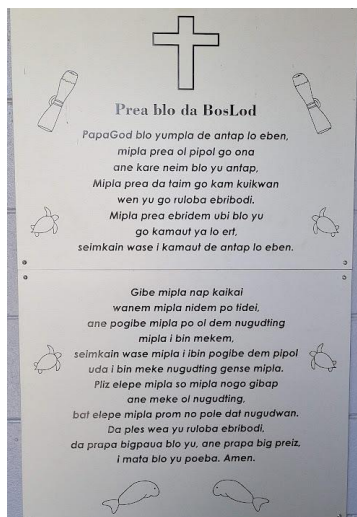 Prea blo da BosLod
PapaGod blo yumpla de antap lo eben,
mipla prea ol pipol go ona
ane kare neim blo yu antap,
Mipla prea da taim go kam kuikwan
wen yu go ruloba ebribodi.
Mipla prea ebridem ubi blo yu
go kamaut ya lo ert,
seimkain wase i kamaut de antap lo eben.
Gibe mipla nap kaikai
wanem mipla nidem po tidei,
ane pogibe mipla po ol dem nugudting
mipla i bin mekem,
seimkain wase mipla i ibin pogibe dem pipol
uda i bin meke nugudting gense mipla.
Pliz elepe mipla so mipla nogo gibap
ane meke ol nugudting,
bat elepe mipla prom no pole dat nugudwan.
Da ples wea yu ruloba ebribodi,
da prapa bigpaua blo yu, ane prapa big preiz,
i mata blo yu poeba. Amen.